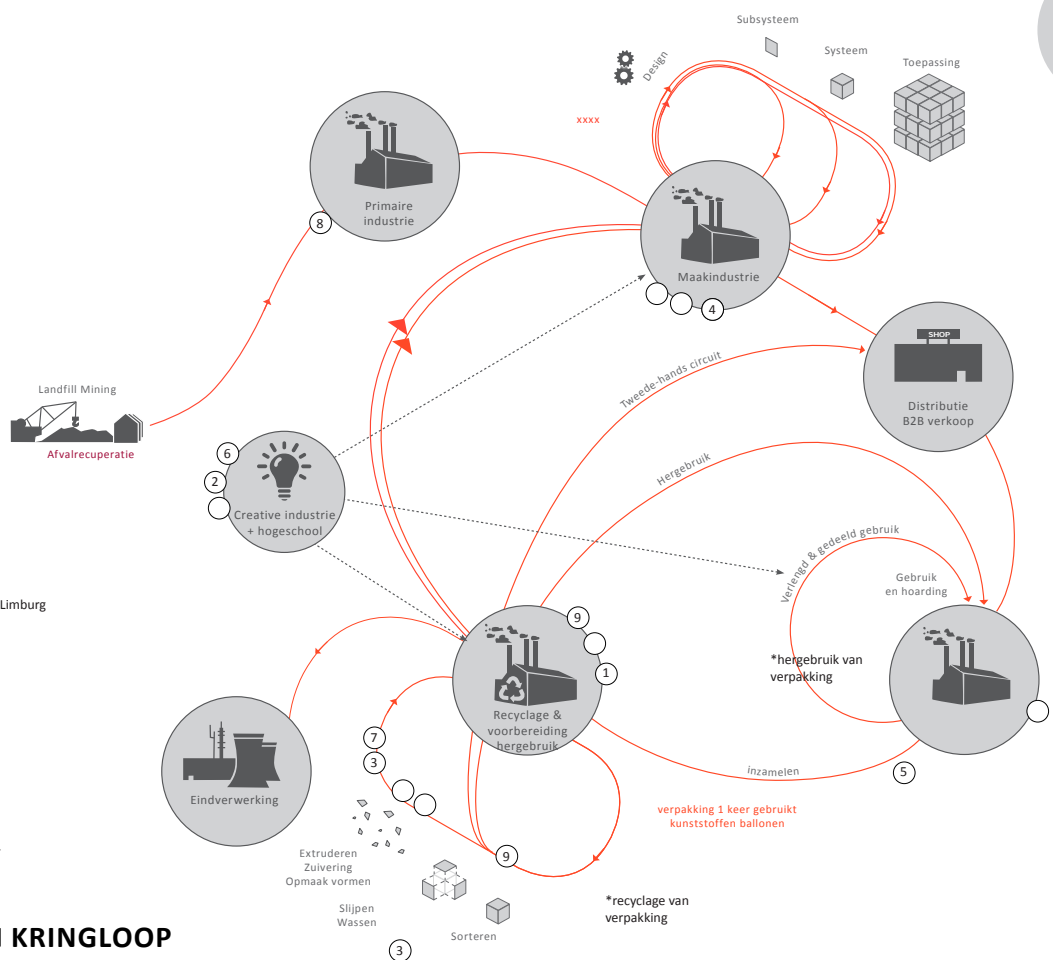 Subsysteem
Systeem
Toepassing
Design
xxxx
Primaire
industrie
8
Maakindustrie
4
SHOP
Distributie
B2B verkoop
Tweede-hands circuit
Landfill Mining
Afvalrecuperatie
6
2
Creative industrie
+ hogeschool
Hergebruik
Verlengd & gedeeld gebruik
Gebruik
en hoarding
Limburg
9
1
*hergebruik van
verpakking
Recyclage &
voorbereiding
hergebruik
7
3
Eindverwerking
inzamelen
5
verpakking 1 keer gebruikt
kunststoffen ballonen
Extruderen
Zuivering
Opmaak vormen
9
Slijpen
Wassen
Sorteren
*recyclage van
verpakking
3
KRINGLOOP